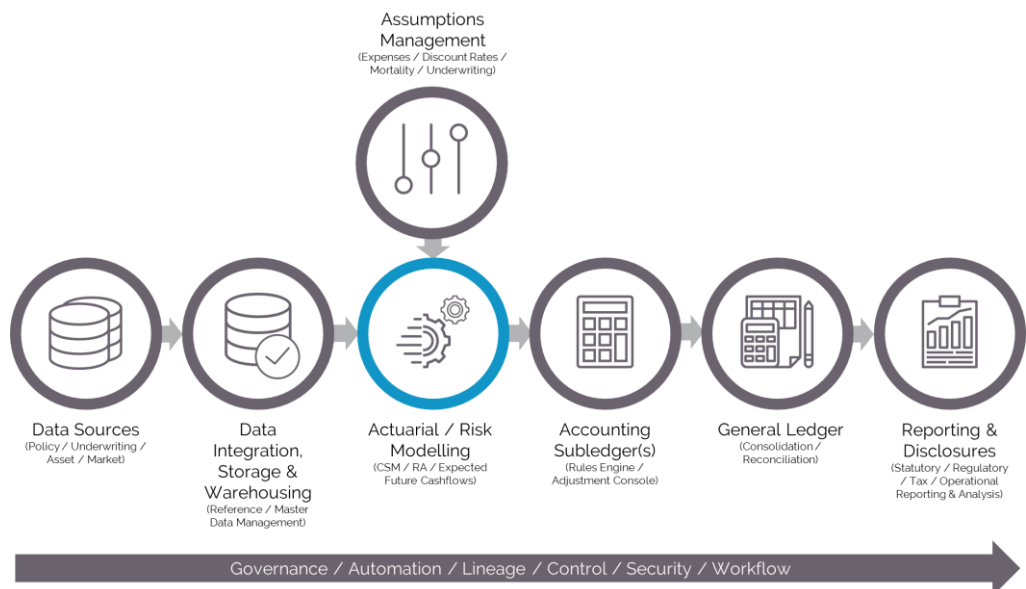 Assumptions
Management
(Expenses / Discount Rates /
Mortality / Underwriting)
Data Sources
(Policy / Underwriting /
Asset / Market)
Data
Integration,
Storage &
Warehousing
(Reference / Master
Data Management)
Actuarial / Risk
Modelling
(CSM / RA / Expected
Future Cashflows)
Accounting
Subledger(s)
(Rules Engine /
Adjustment Console)
General Ledger
(Consolidation /
Reconciliation)
Reporting &
Disclosures
(Statutory / Regulatory
/ Tax / Operational
Reporting & Analysis)
Governance / Automation / Lineage / Control / Security / Workflow